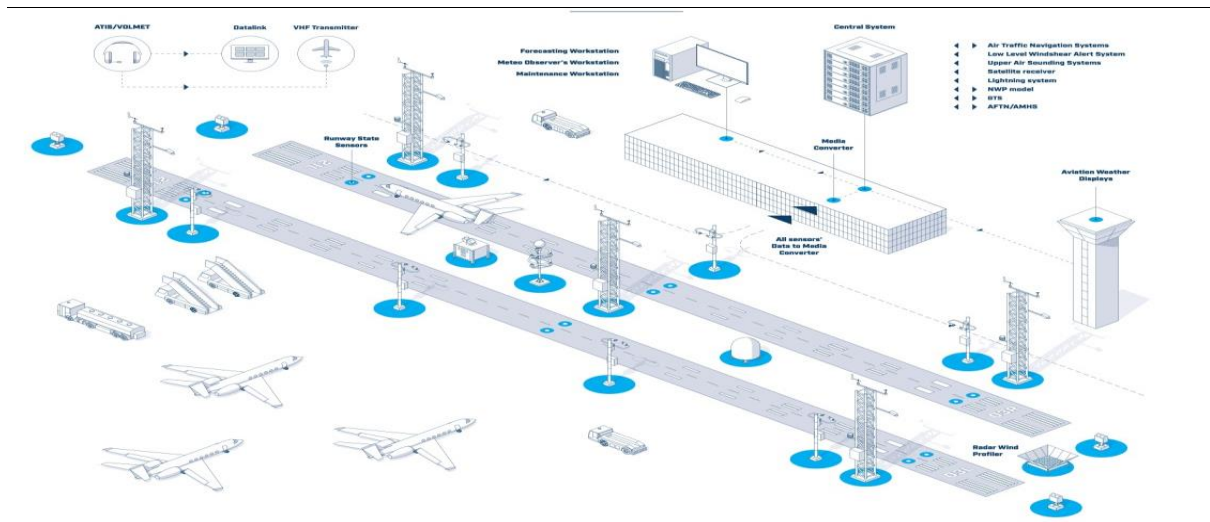 ATIS/VOLMET
Datalink
VHF Transmitter
Forecasting Workstation
Meteo Observer's Workstation
Maintenance Workstation
Central System
Air Traffic Navigation Systems
Low Level Windshear Alert System
Upper Air Sounding Systems
Satellite receiver
Lightning system
NWP model
GTS
AFTN/AMHS
Runway State
Sensors
Media
Converter
Aviation Weather
Displays
All sensors'
Data to Media
Converter
Radar Wind
Profiler